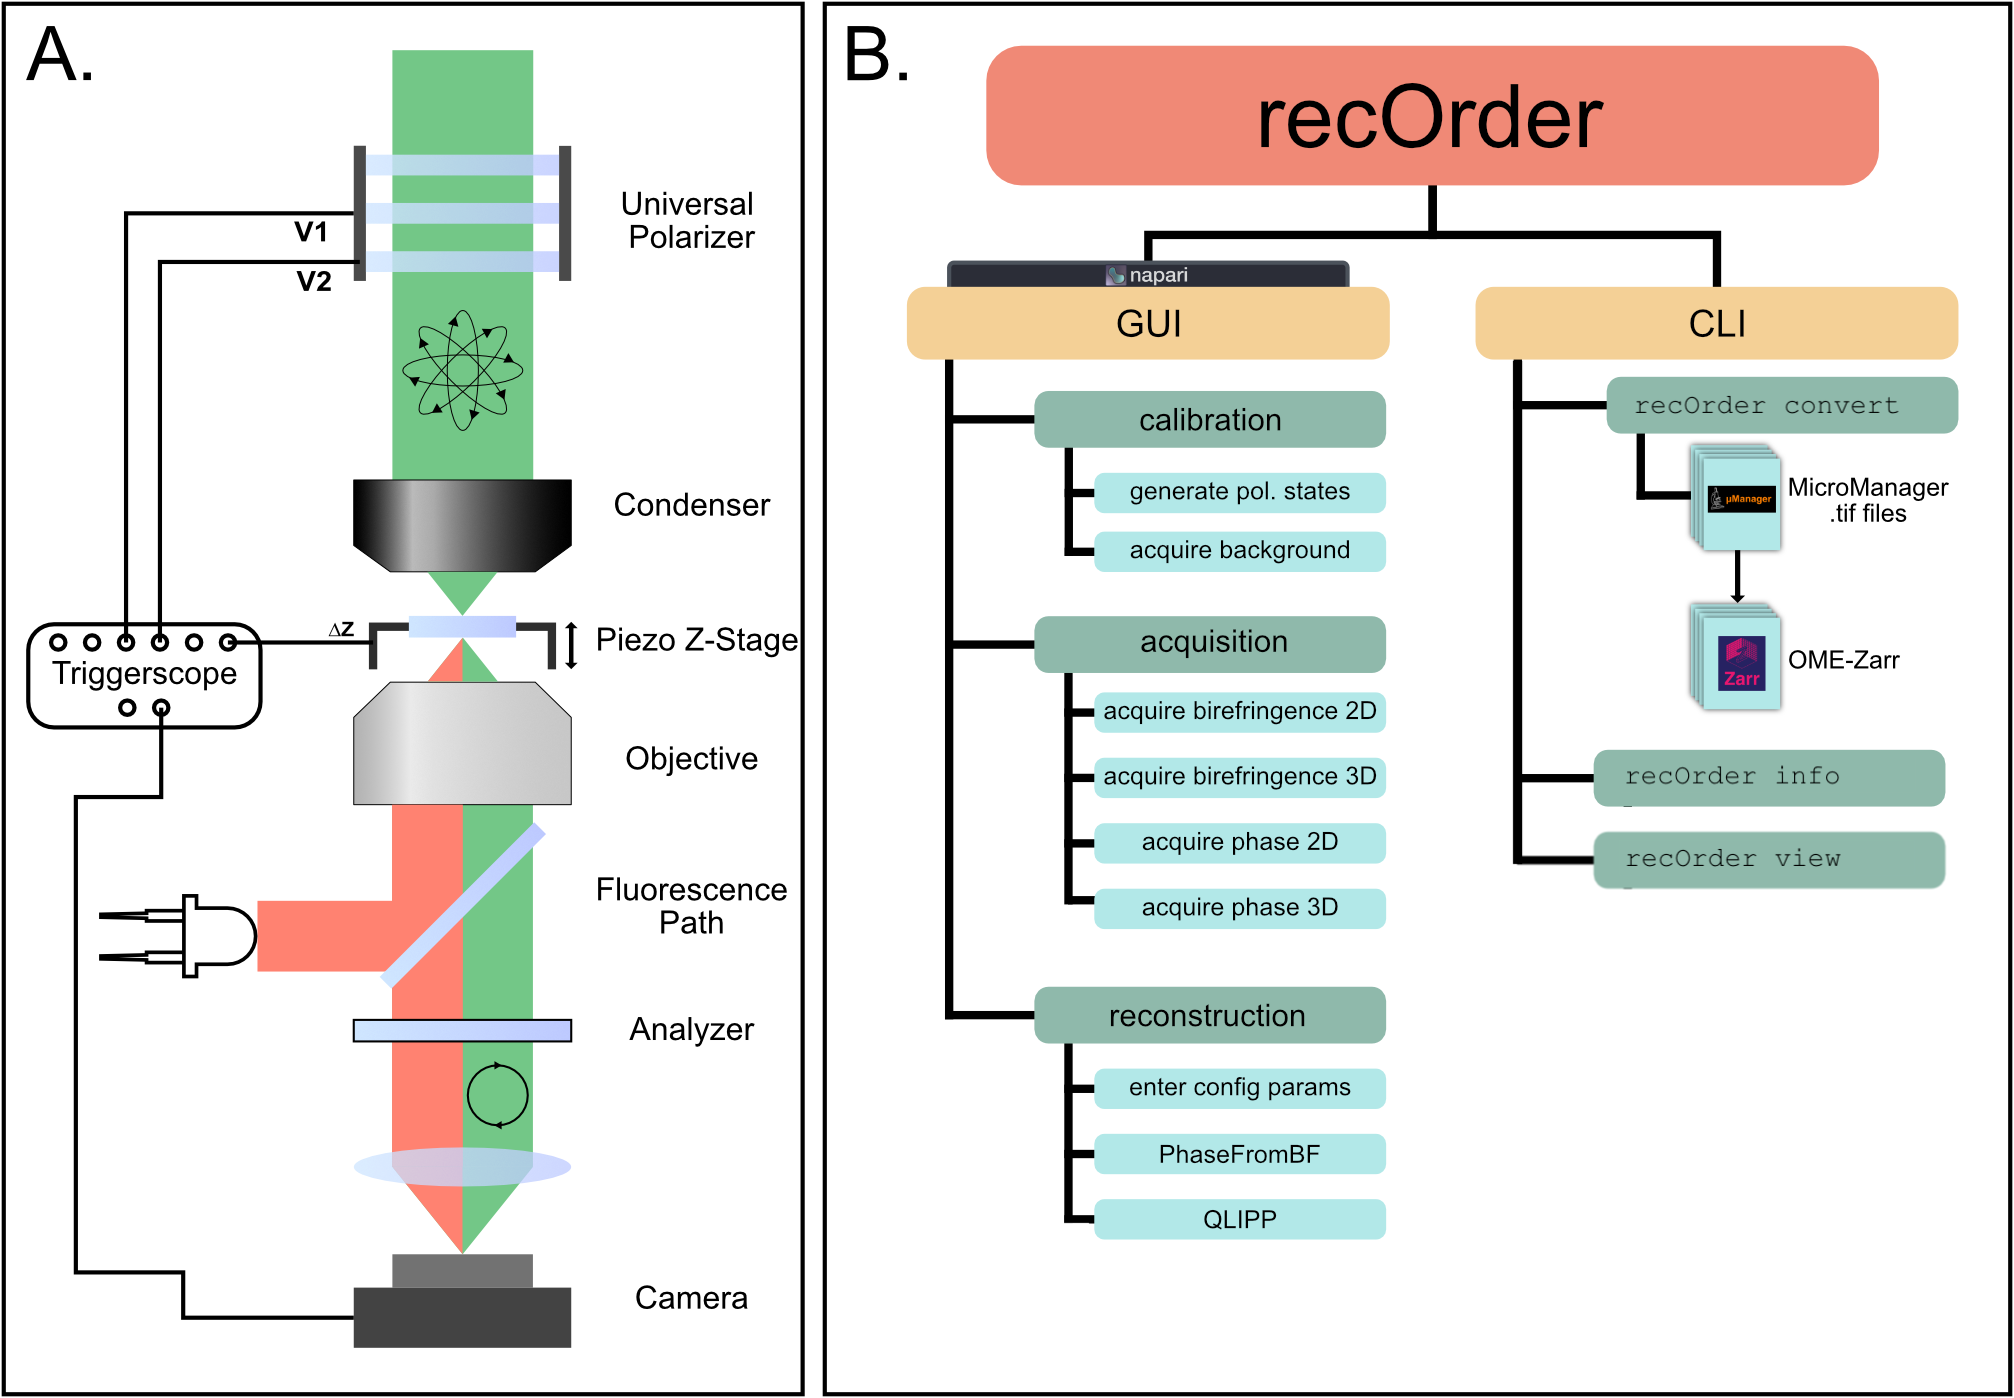 A.
Universal
Polarizer
V1
V2
Condenser
ΔZ
Piezo Z-Stage
Triggerscope
Objective
Fluorescence
Path
Analyzer
Camera
B.
recOrder
napari
GUI
calibration
generate pol. states
acquire background
acquisition
acquire birefringence 2D
acquire birefringence 3D
acquire phase 2D
acquire phase 3D
reconstruction
enter config params
PhaseFromBF
QLIPP
CLI
recOrder convert
µManager
MicroManager
.tif files
Zarr
OME-Zarr
recOrder info
recOrder view